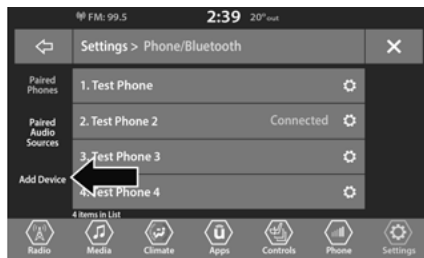 FM: 99.5 2:39 20° out
Settings > Phone/Bluetooth
Paired
Phones
1. Test Phone
Paired
Audio
Sources
2. Test Phone 2 Connected
3. Test Phone 3
Add Device
4. Test Phone 4
4 items in List
Radio Media Climate Apps Controls Phone Settings